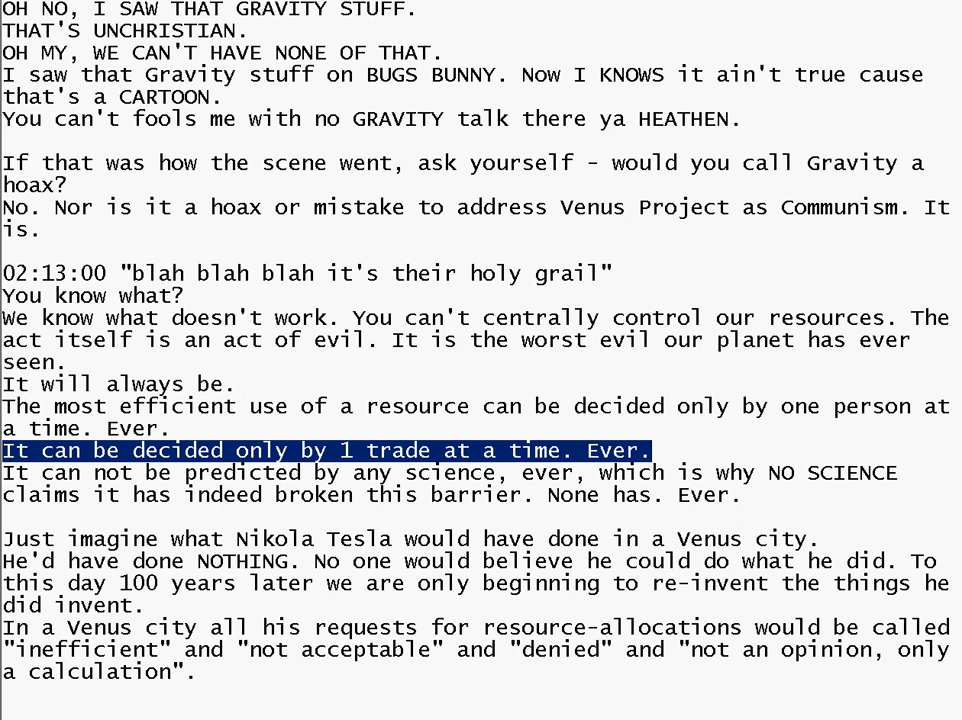 OH NO, I SAW THAT GRAVITY STUFF.
THAT'S UNCHRISTIAN.
OH MY, WE CAN'T HAVE NONE OF THAT.
I saw that Gravity stuff on BUGS BUNNY. Now I KNOWS it ain't true cause
that's a CARTOON.
You can't fools me with no GRAVITY talk there ya HEATHEN.
If that was how the scene went, ask yourself - would you call Gravity a
hoax?
No. Nor is it a hoax or mistake to address Venus Project as Communism. It
is.
02:13:00 "blah blah blah it's their holy grail"
You know what?
We know what doesn't work. You can't centrally control our resources. The
act itself is an act of evil. It is the worst evil our planet has ever
seen.
It will always be.
The most efficient use of a resource can be decided only by one person at
a time. Ever.
It can be decided only by 1 trade at a time. Ever.
It can not be predicted by any science, ever, which is why NO SCIENCE
claims it has indeed broken this barrier. None has. Ever.
Just imagine what Nikola Tesla would have done in a Venus city.
He'd have done NOTHING. No one would believe he could do what he did. To
this day 100 years later we are only beginning to re-invent the things he
did invent.
In a Venus city all his requests for resource-allocations would be called
"inefficient" and "not acceptable" and "denied" and "not an opinion, only
a calculation".